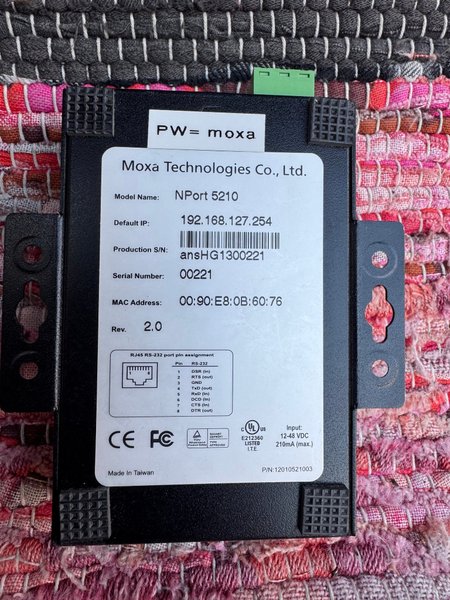 PW= moxa
Moxa Technologies Co., Ltd.
Model Name: NPort 5210
Default IP: 192.168.127.254
Production S/N:
ansHG1300221
Serial Number: 00221
MAC Address: 00:90:E8:0B:60:76
Rev. 2.0
RJ45 RS-232 port pin assignment
Pin RS-232
1 DSR (in)
2 RTS (out)
3 GND
4 TxD (out)
5 RxD (in)
6 DCD (in)
7 CTS (in)
8 DTR (out)
CE FC
C UL US
E212360
LISTED
I.T.E.
Input:
12-48 VDC
210mA (max.)
Made In Taiwan
P/N:12010521003